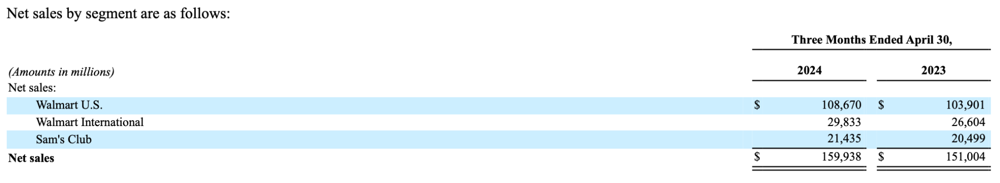 Net sales by segment are as follows:
Three Months Ended April 30,
(Amounts in millions) 2024 2023
Net sales:
Walmart U.S. $ 108,670 $ 103,901
Walmart International 29,833 26,604
Sam's Club 21,435 20,499
Net sales $ 159,938 $ 151,004